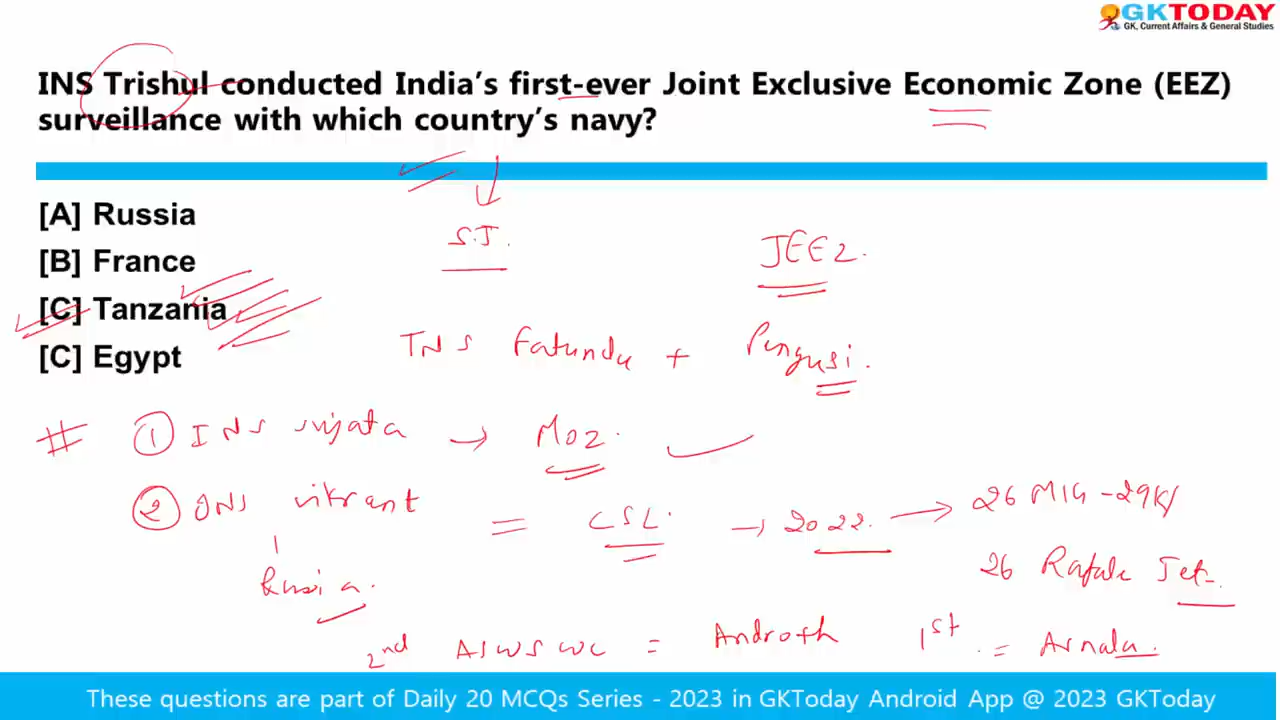 GKTODAY
GK, Current Affairs & General Studies
INS Trishul conducted India's first-ever Joint Exclusive Economic Zone (EEZ)
surveillance with which country's navy?
[A] Russia
[B] France
[C] Tanzania
[C] Egypt
S.J.
JEEZ.
TNS Fatundu + Pengusi.
# ① INS sujata → Moz.
② INS vikrant = CSL. → 2022. → 26 MIG-29K/
26 Rafale Jet
Russia.
2nd ASWSWC = Androth 1st = Arnala.
These questions are part of Daily 20 MCQs Series - 2023 in GKToday Android App @ 2023 GKToday